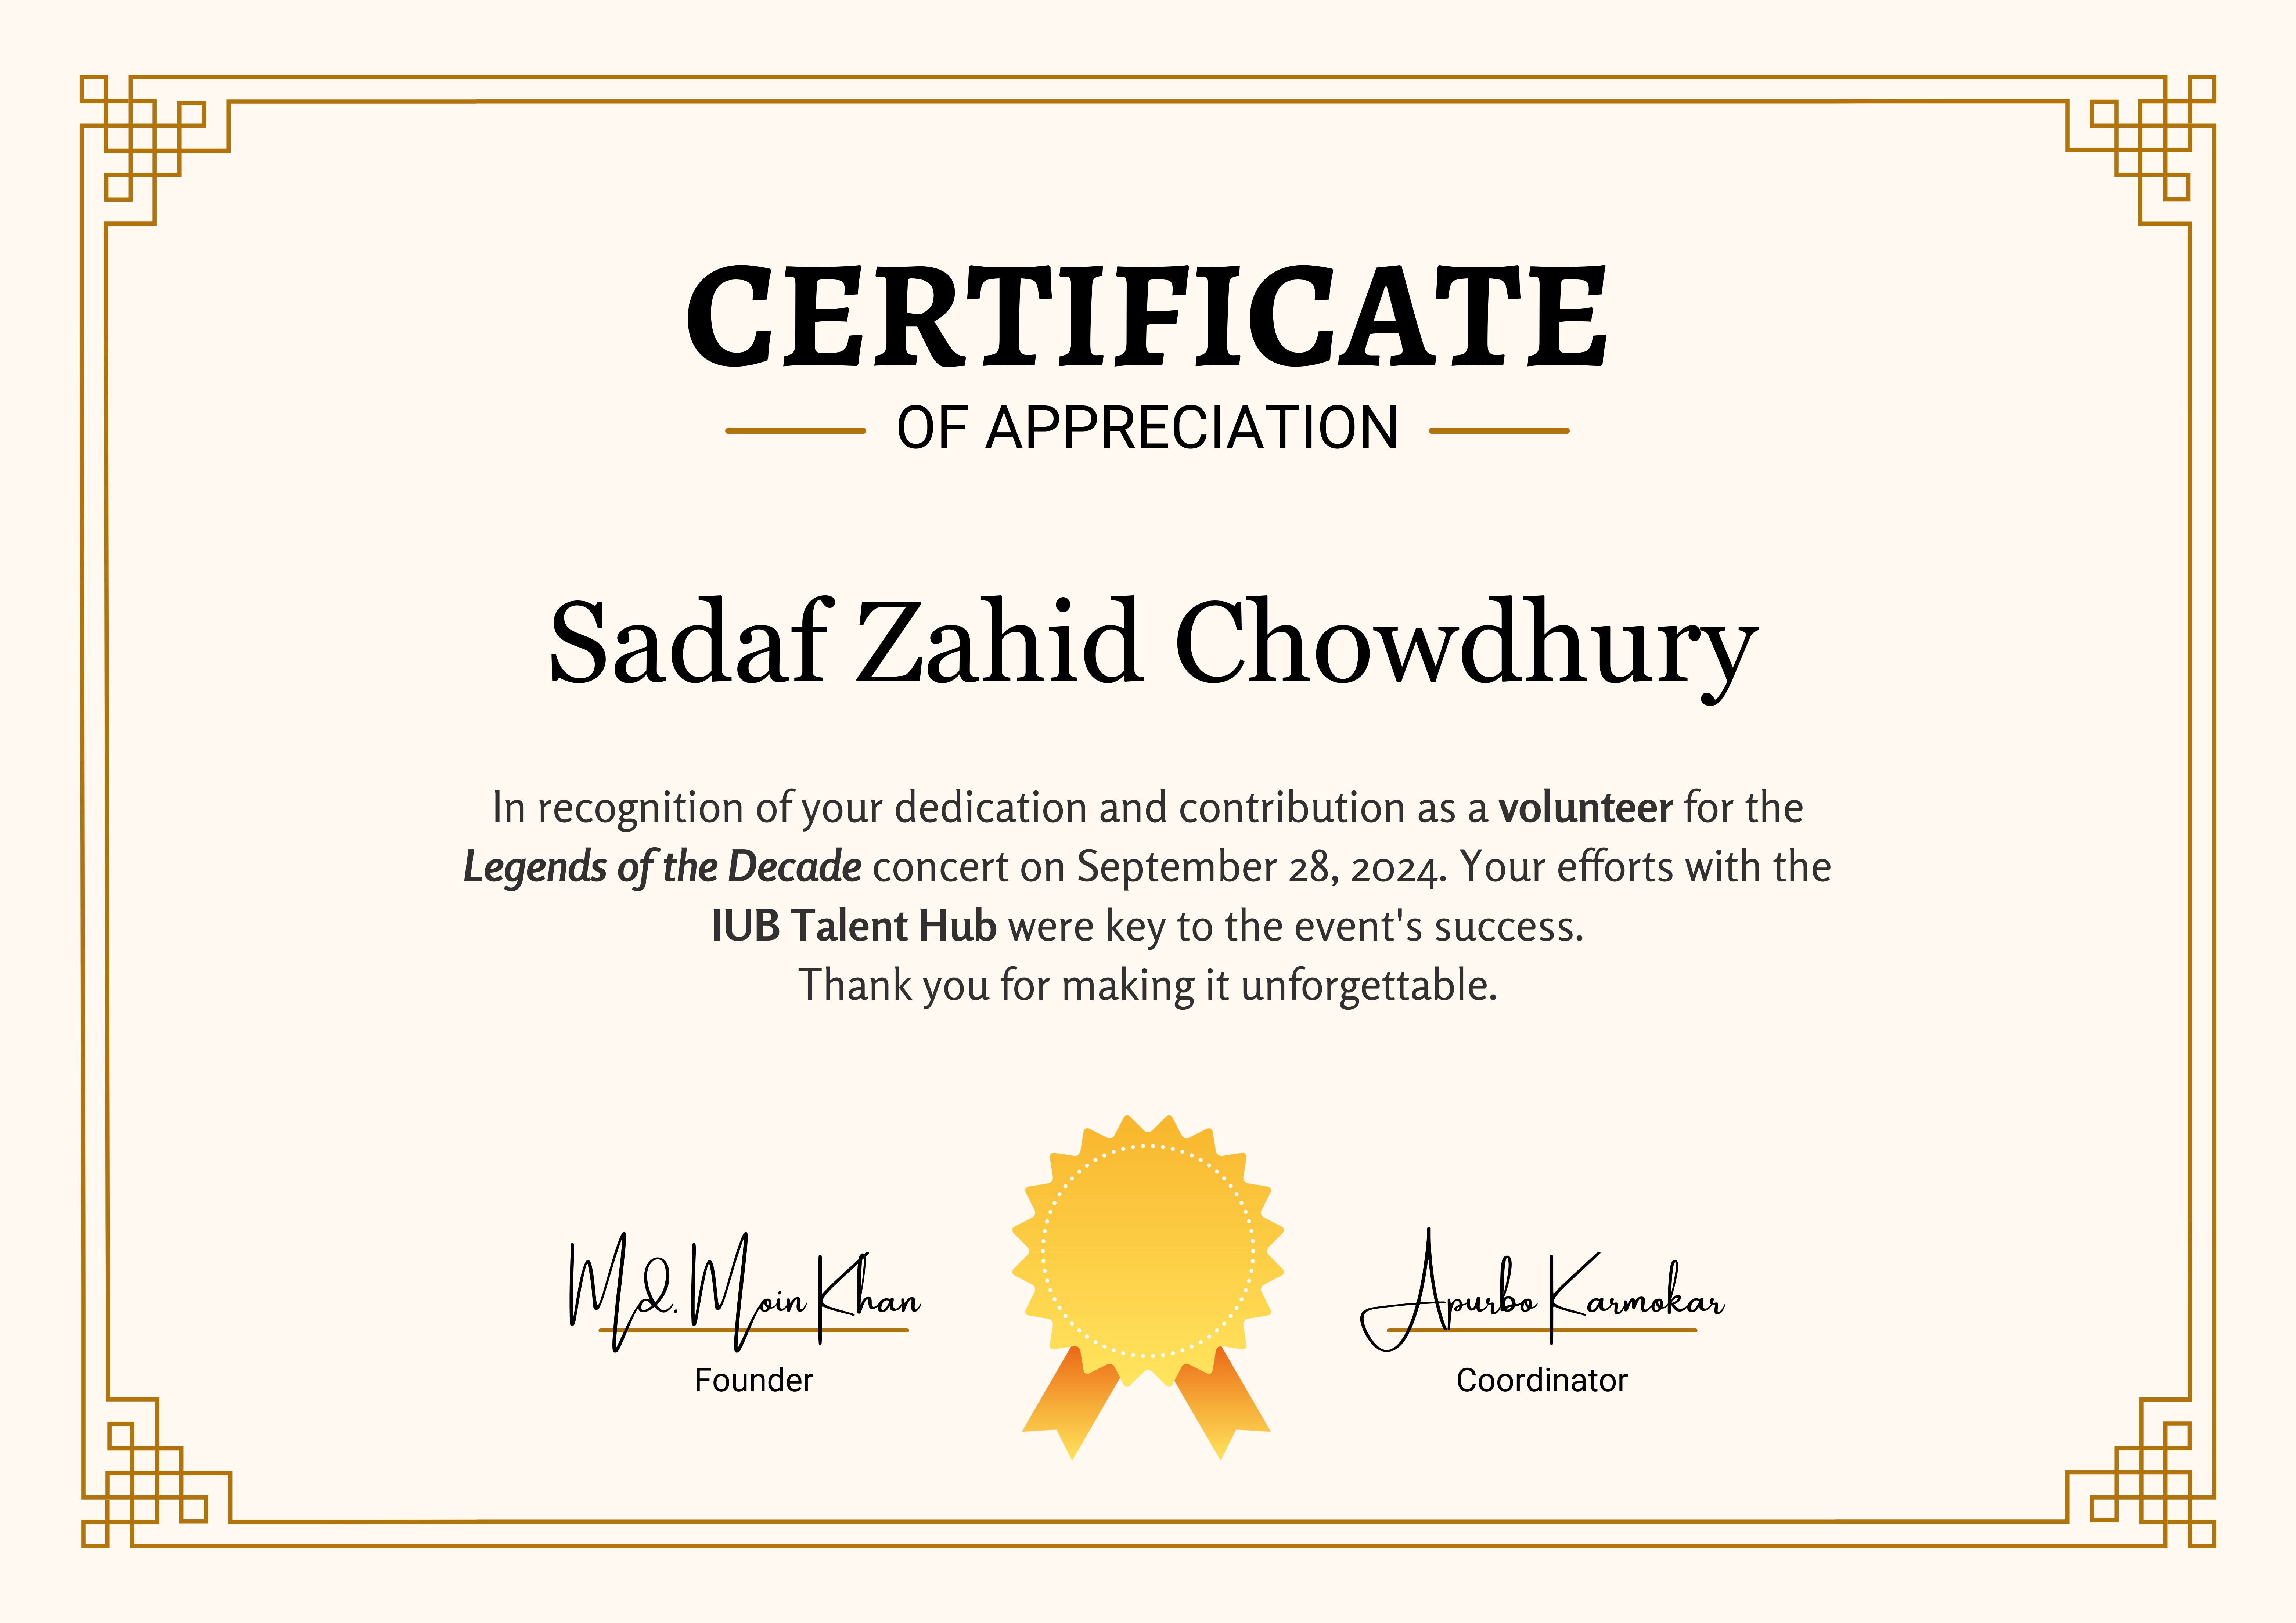 CERTIFICATE
OF APPRECIATION
Sadaf Zahid Chowdhury
In recognition of your dedication and contribution as a volunteer for the
Legends of the Decade concert on September 28, 2024. Your efforts with the
IUB Talent Hub were key to the event's success.
Thank you for making it unforgettable.
Md. Moin Khan
Founder
Apurbo Karmokar
Coordinator